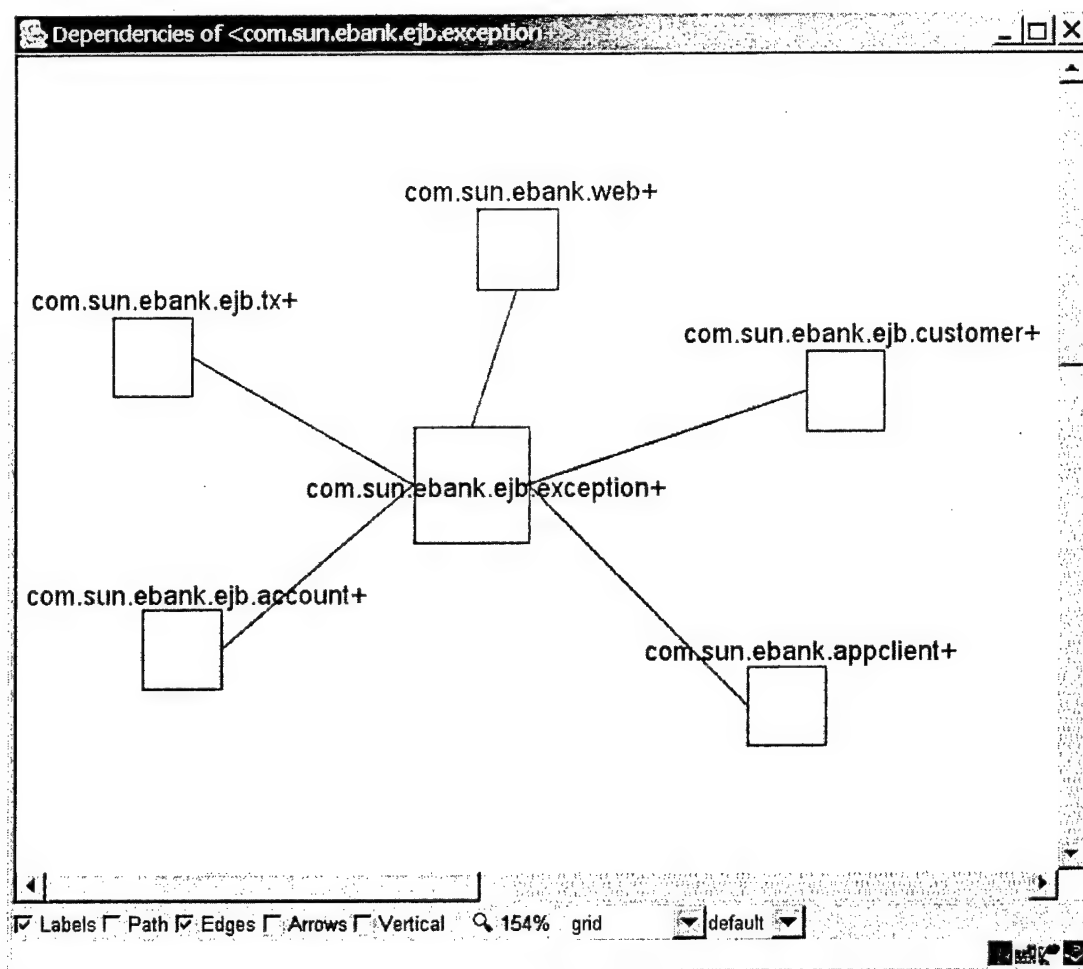 Dependencies of <com.sun.ebank.ejb.exception+>
com.sun.ebank.web+
com.sun.ebank.ejb.tx+
com.sun.ebank.ejb.customer+
com.sun.ebank.ejb.exception+
com.sun.ebank.ejb.account+
com.sun.ebank.appclient+
Labels Path Edges Arrows Vertical 154% grid default